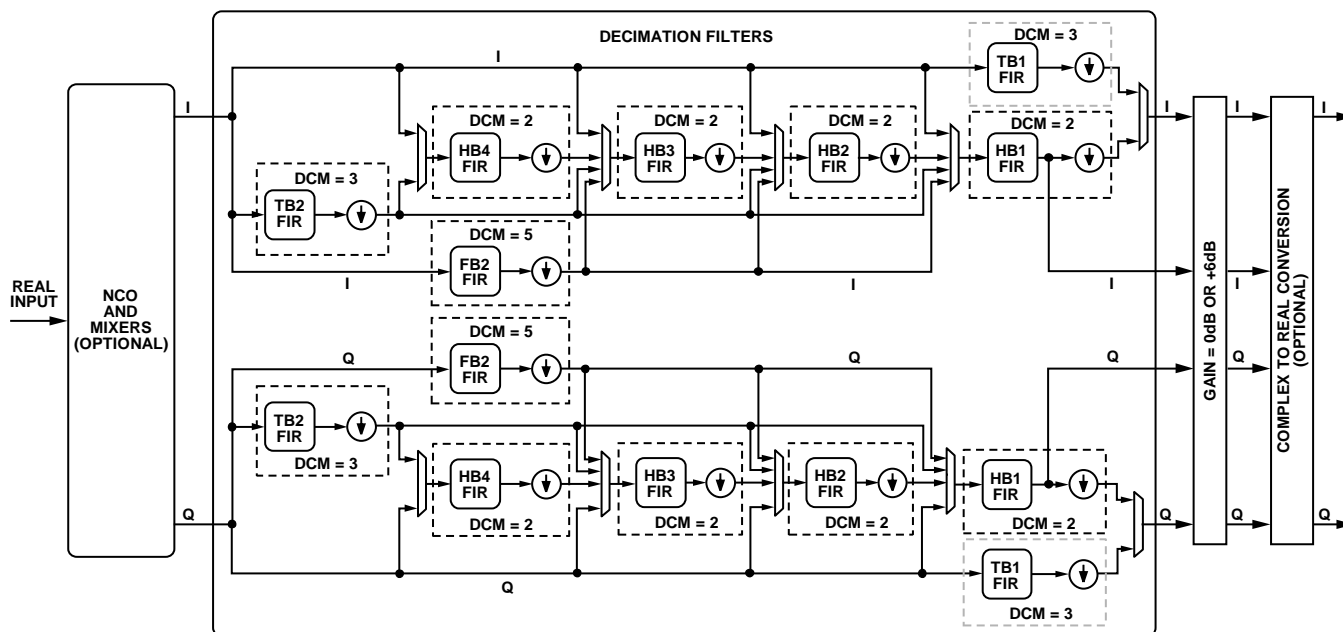 DECIMATION FILTERS
DCM = 3
TB1
FIR
I
I
I
I
I
DCM = 2
HB4
FIR
DCM = 2
HB3
FIR
DCM = 2
HB2
FIR
DCM = 2
HB1
FIR
DCM = 3
TB2
FIR
DCM = 5
FB2
FIR
I
I
I
I
REAL
INPUT
NCO
AND
MIXERS
(OPTIONAL)
GAIN = 0dB OR +6dB
COMPLEX TO REAL CONVERSION
(OPTIONAL)
DCM = 5
FB2
FIR
Q
Q
Q
Q
TB2
FIR
DCM = 3
HB4
FIR
DCM = 2
HB3
FIR
DCM = 2
HB2
FIR
DCM = 2
HB1
FIR
DCM = 2
Q
Q
Q
Q
Q
TB1
FIR
DCM = 3